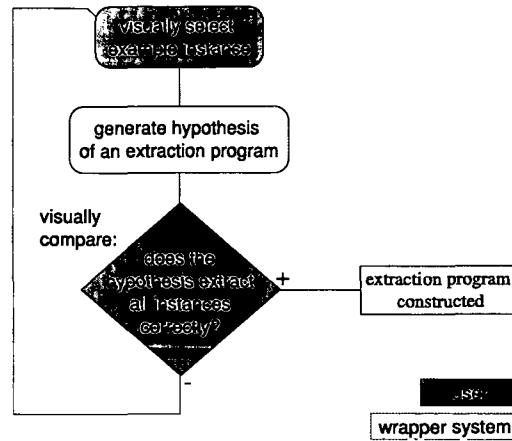 visually select
example instance
generate hypothesis
of an extraction program
visually
compare:
does the
hypothesis extract
all instances
correctly?
+
extraction program
constructed
-
user
wrapper system